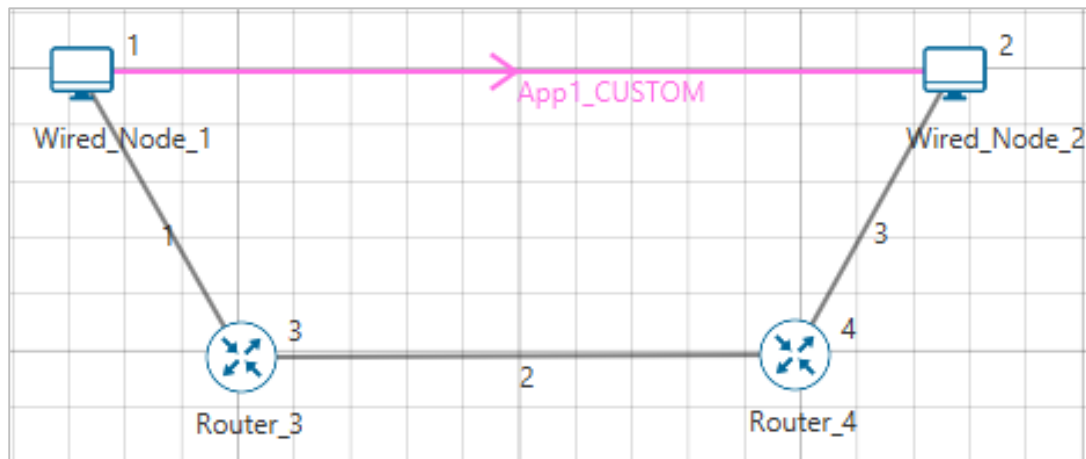 1
2
App1_CUSTOM
Wired_Node_1
Wired_Node_2
1
3
3
4
2
Router_3
Router_4